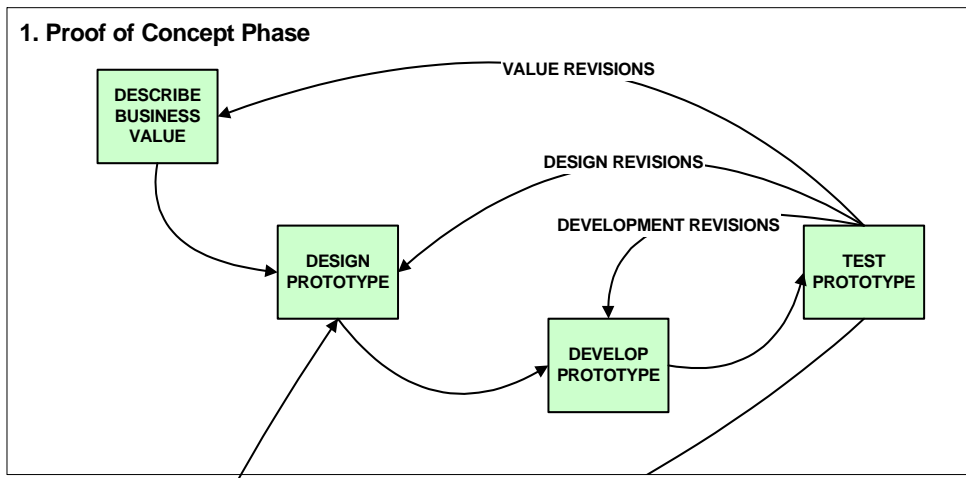 1. Proof of Concept Phase
VALUE REVISIONS
DESCRIBE
BUSINESS
VALUE
DESIGN REVISIONS
DEVELOPMENT REVISIONS
DESIGN
PROTOTYPE
TEST
PROTOTYPE
DEVELOP
PROTOTYPE